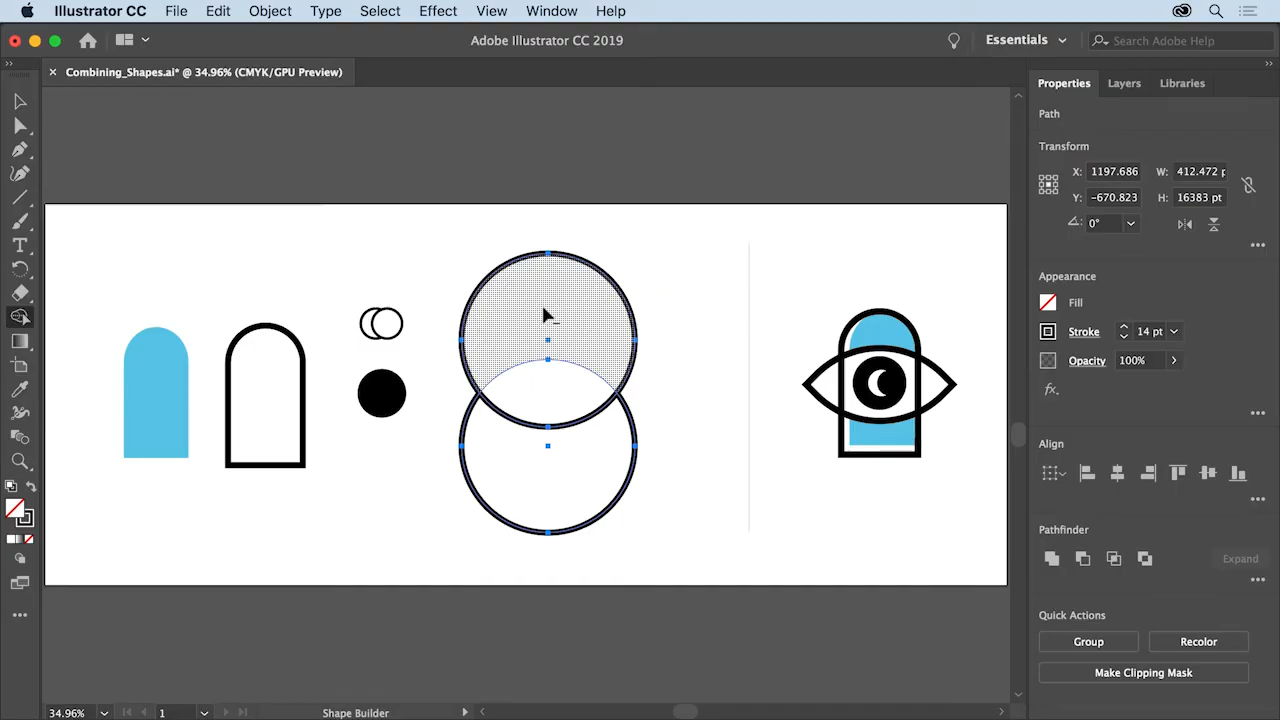 Illustrator CC File Edit Object Type Select Effect View Window Help
Adobe Illustrator CC 2019
Essentials
Search Adobe Help
Combining_Shapes.ai* @ 34.96% (CMYK/GPU Preview)
Properties Layers Libraries
Path
Transform
X: 1197.686 W: 412.472 p
Y: -670.823 H: 16383 pt
0°
Appearance
Fill
Stroke 14 pt
Opacity 100%
fx.
Align
Pathfinder
Expand
Quick Actions
Group Recolor
Make Clipping Mask
34.96% 1 Shape Builder